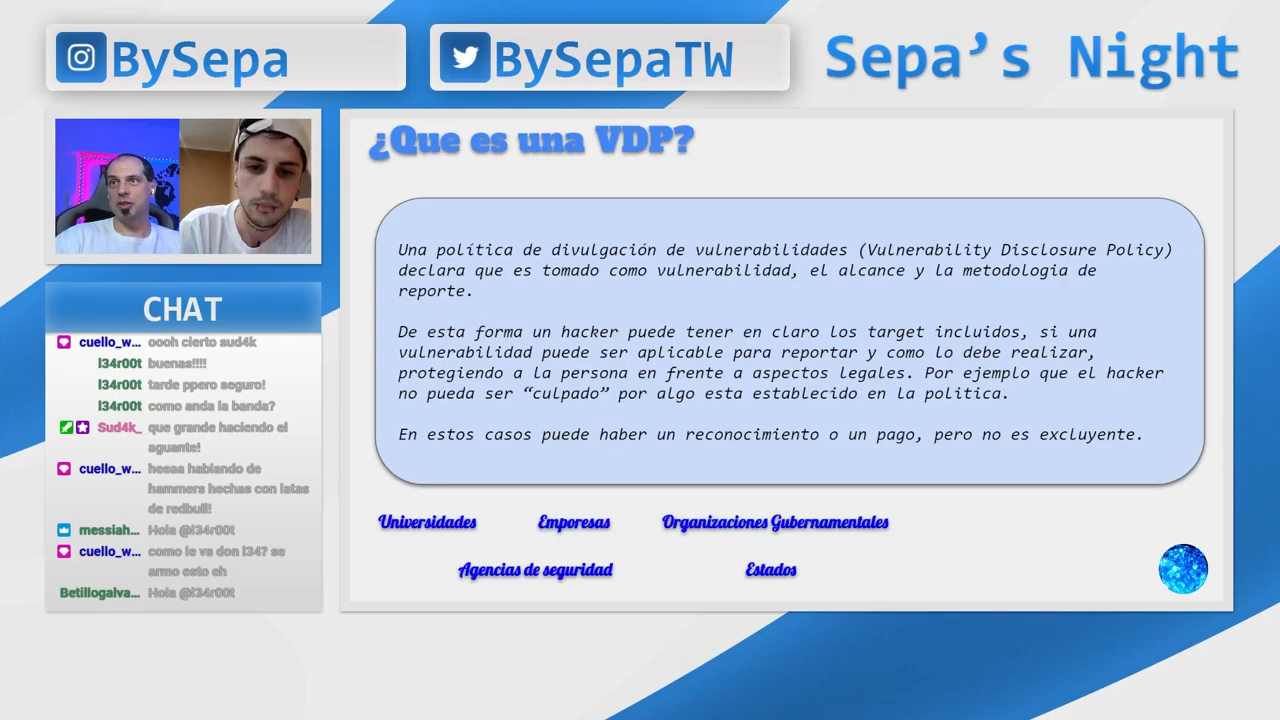 BySepa
BySepaTW
Sepa’s Night
¿Que es una VDP?
Una política de divulgación de vulnerabilidades (Vulnerability Disclosure Policy)
declara que es tomado como vulnerabilidad, el alcance y la metodologia de
reporte.
De esta forma un hacker puede tener en claro los target incluidos, si una
vulnerabilidad puede ser aplicable para reportar y como lo debe realizar,
protegiendo a la persona en frente a aspectos legales. Por ejemplo que el hacker
no pueda ser “culpado” por algo esta establecido en la politica.
En estos casos puede haber un reconocimiento o un pago, pero no es excluyente.
Universidades Emporesas Organizaciones Gubernamentales
Agencias de seguridad Estados
CHAT
cuello_w... oooh cierto sud4k
l34r00t buenas!!!!
l34r00t tarde ppero seguro!
l34r00t como anda la banda?
Sud4k_ que grande haciendo el
aguante!
cuello_w... heeaa hablando de
hammers hechas con latas
de redbull!
messiah... Hola @l34r00t
cuello_w... como le va don l34? se
armo esto eh
Betillogalva... Hola @l34r00t